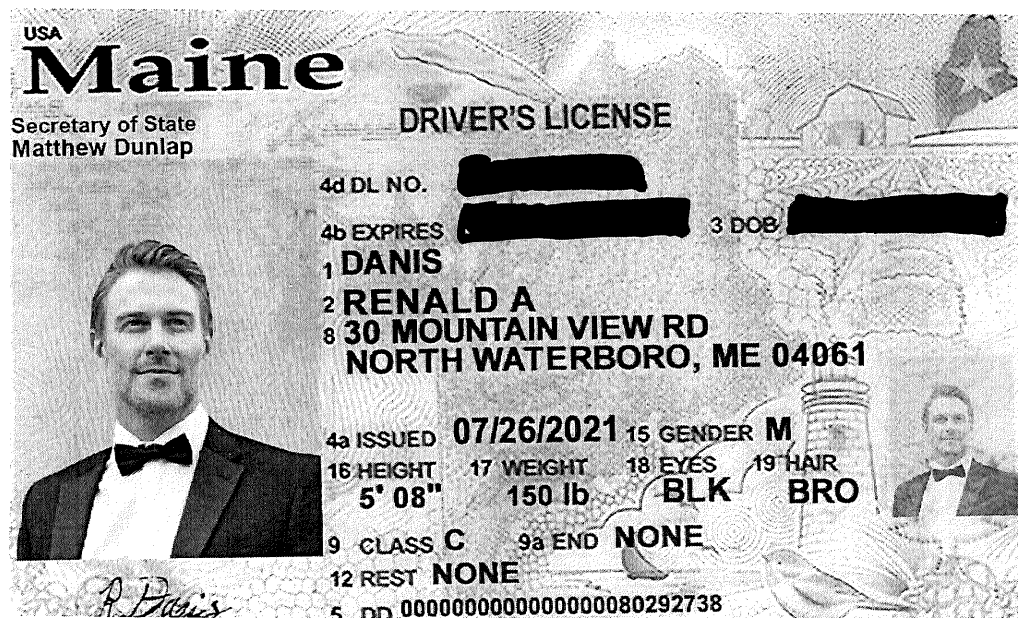 USA
Maine
Secretary of State
Matthew Dunlap
DRIVER'S LICENSE
4d DL NO.
4b EXPIRES 3 DOB
1 DANIS
2 RENALD A
8 30 MOUNTAIN VIEW RD
NORTH WATERBORO, ME 04061
4a ISSUED 07/26/2021 15 GENDER M
16 HEIGHT 17 WEIGHT 18 EYES 19 HAIR
5' 08" 150 lb BLK BRO
9 CLASS C 9a END NONE
12 REST NONE
5 DD 00000000000000000080292738
R Danis